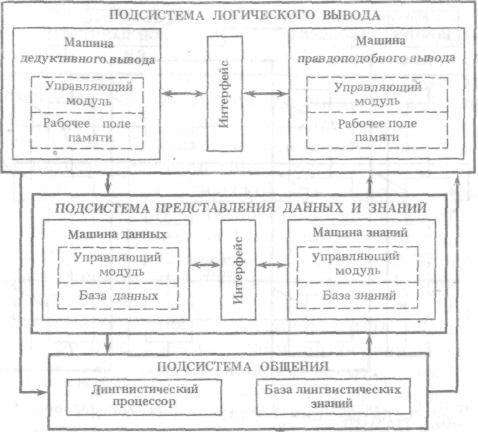 ПОДСИСТЕМА ЛОГИЧЕСКОГО ВЫВОДА
Машина
дедуктивного вывода
Управляющий
модуль
Рабочее поле
памяти
Интерфейс
Машина
правдоподобного вывода
Управляющий
модуль
Рабочее поле
памяти
ПОДСИСТЕМА ПРЕДСТАВЛЕНИЯ ДАННЫХ И ЗНАНИЙ
Машина данных
Управляющий
модуль
База данных
Интерфейс
Машина знаний
Управляющий
модуль
База знаний
ПОДСИСТЕМА ОБЩЕНИЯ
Лингвистический
процессор
База лингвистических
знаний